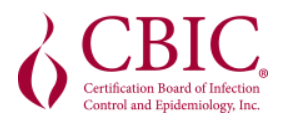 CBIC®
Certification Board of Infection
Control and Epidemiology, Inc.